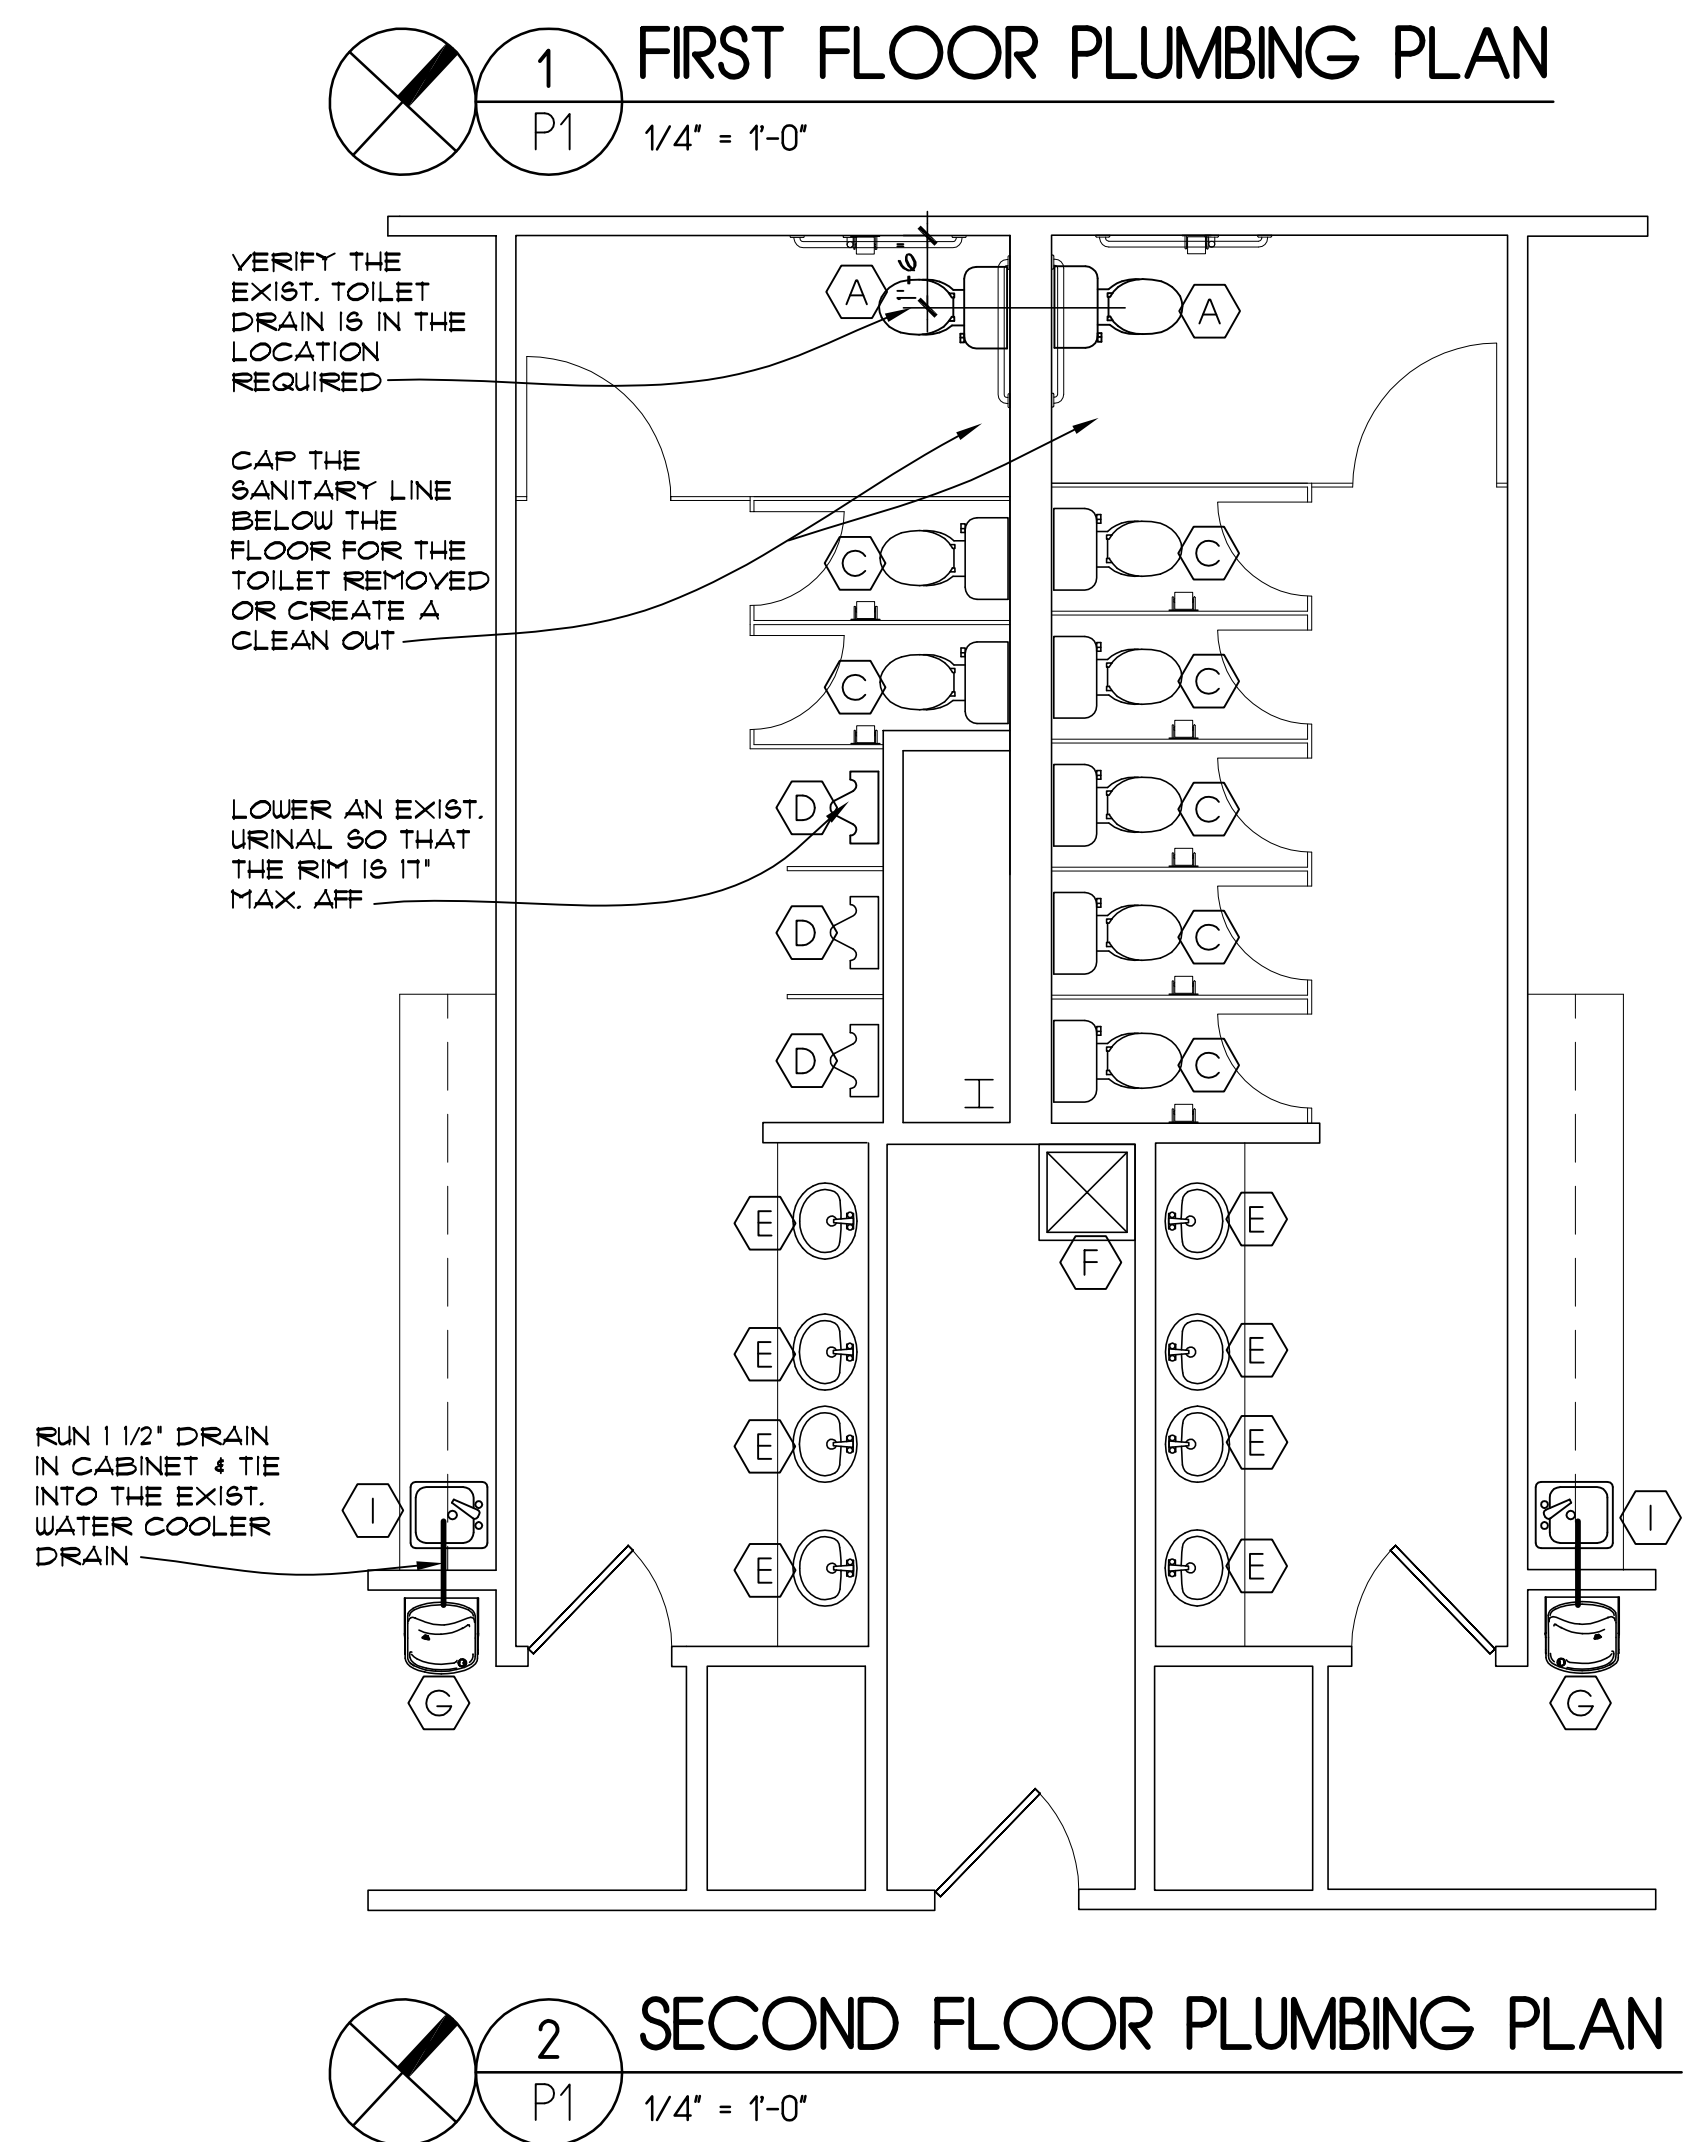 1
P1
FIRST FLOOR PLUMBING PLAN
1/4" = 1'-0"
VERIFY THE
EXIST. TOILET
DRAIN IS IN THE
LOCATION
REQUIRED
1'-6"
A
A
CAP THE
SANITARY LINE
BELOW THE
FLOOR FOR THE
TOILET REMOVED
OR CREATE A
CLEAN OUT
C
C
C
C
LOWER AN EXIST.
URINAL SO THAT
THE RIM IS 17"
MAX. AFF
D
C
D
C
D
C
H
E
E
F
E
E
E
E
RUN 1 1/2" DRAIN
IN CABINET & TIE
INTO THE EXIST.
WATER COOLER
DRAIN
I
I
E
E
G
G
2
P1
SECOND FLOOR PLUMBING PLAN
1/4" = 1'-0"